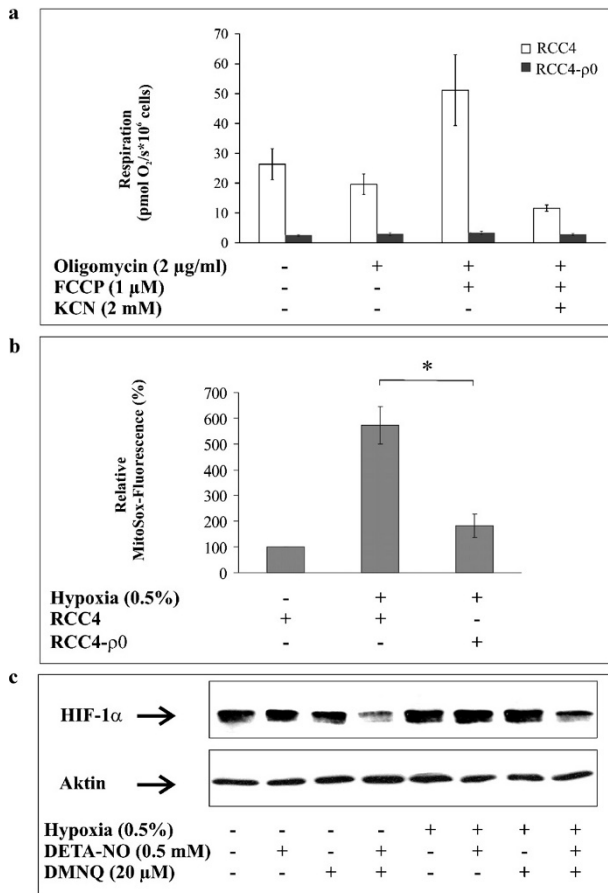 a
70
60
50
40
30
20
10
0
Respiration
(pmol O₂/s*10⁶ cells)
RCC4
RCC4-ρ0
Oligomycin (2 µg/ml) - + + +
FCCP (1 µM) - - + +
KCN (2 mM) - - - +
b
700
600
500
400
300
200
100
0
Relative
MitoSox-Fluorescence (%)
*
Hypoxia (0.5%) - + +
RCC4 + + -
RCC4-ρ0 - - +
c
HIF-1α
Aktin
Hypoxia (0.5%) - - - - + + + +
DETA-NO (0.5 mM) - + - + - + - +
DMNQ (20 µM) - - + + - - + +